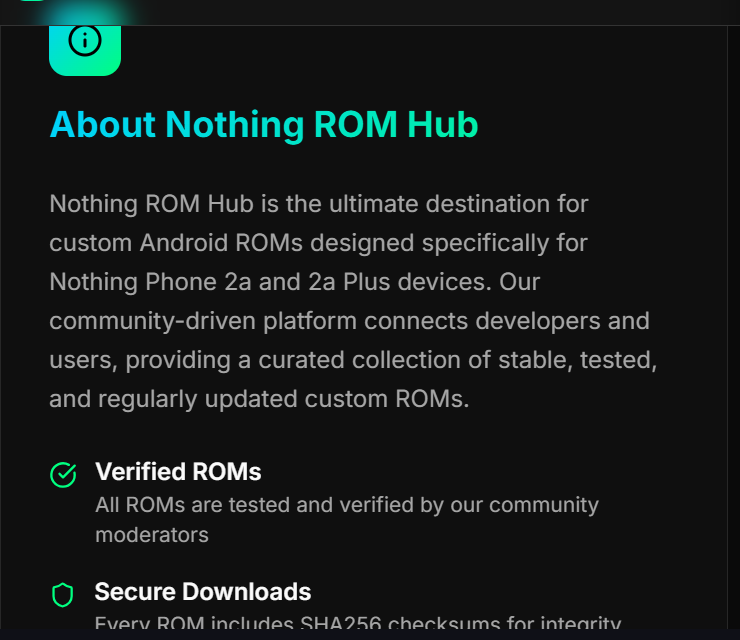 About Nothing ROM Hub
Nothing ROM Hub is the ultimate destination for
custom Android ROMs designed specifically for
Nothing Phone 2a and 2a Plus devices. Our
community-driven platform connects developers and
users, providing a curated collection of stable, tested,
and regularly updated custom ROMs.
Verified ROMs
All ROMs are tested and verified by our community
moderators
Secure Downloads
Every ROM includes SHA256 checksums for integrity